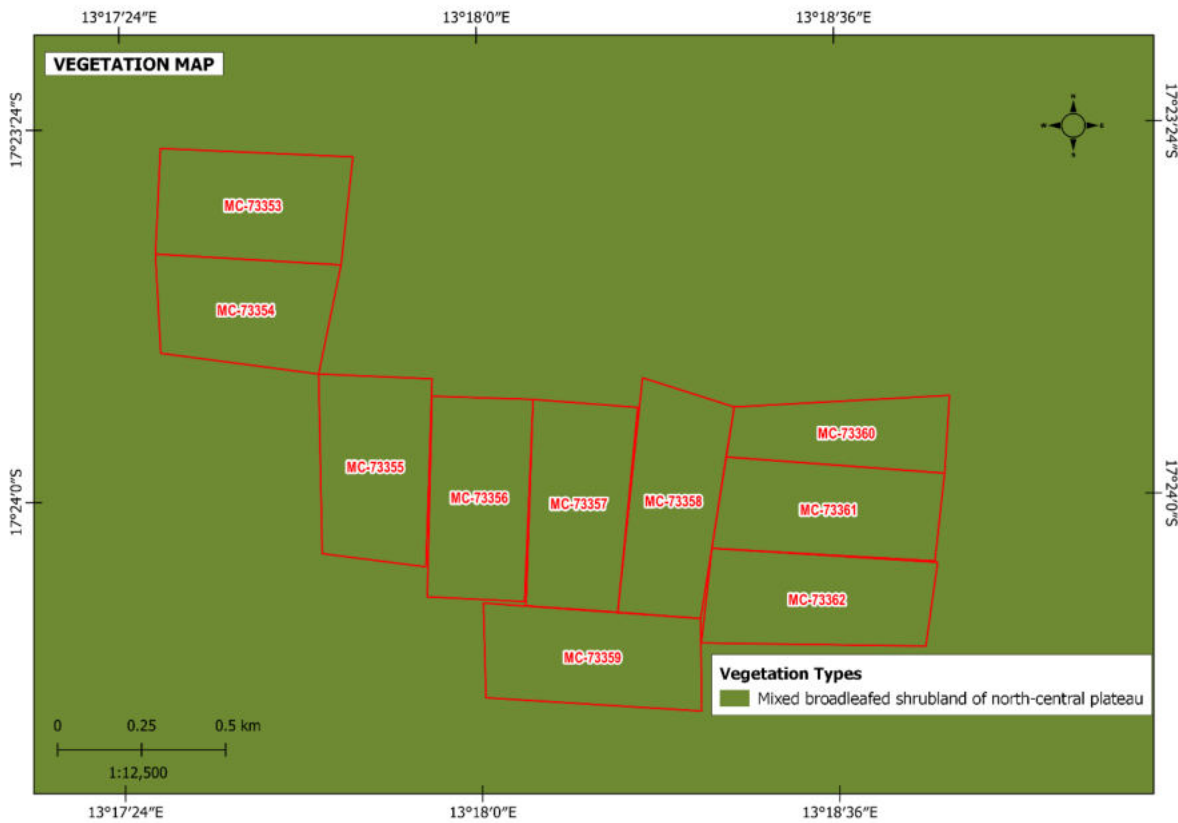 13°17′24″E
13°18′0″E
13°18′36″E
VEGETATION MAP
N
W
E
S
17°23′24″S
17°23′24″S
MC-73353
MC-73354
MC-73355
MC-73356
MC-73357
MC-73358
MC-73360
MC-73361
MC-73362
MC-73359
17°24′0″S
17°24′0″S
Vegetation Types
Mixed broadleafed shrubland of north-central plateau
0 0.25 0.5 km
1:12,500
13°17′24″E
13°18′0″E
13°18′36″E